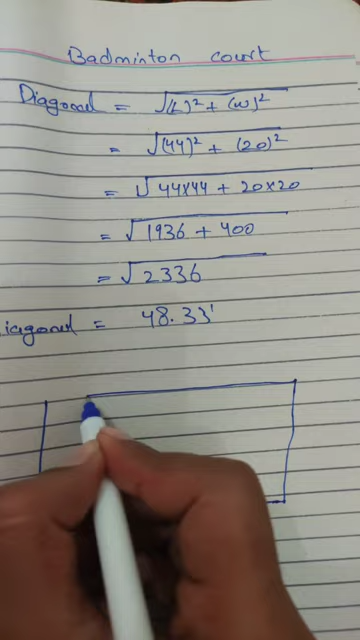 Badminton court
Diagonal = √(L)² + (W)²
= √(44)² + (20)²
= √44×44 + 20×20
= √1936 + 400
= √2336
iagonal = 48.33'